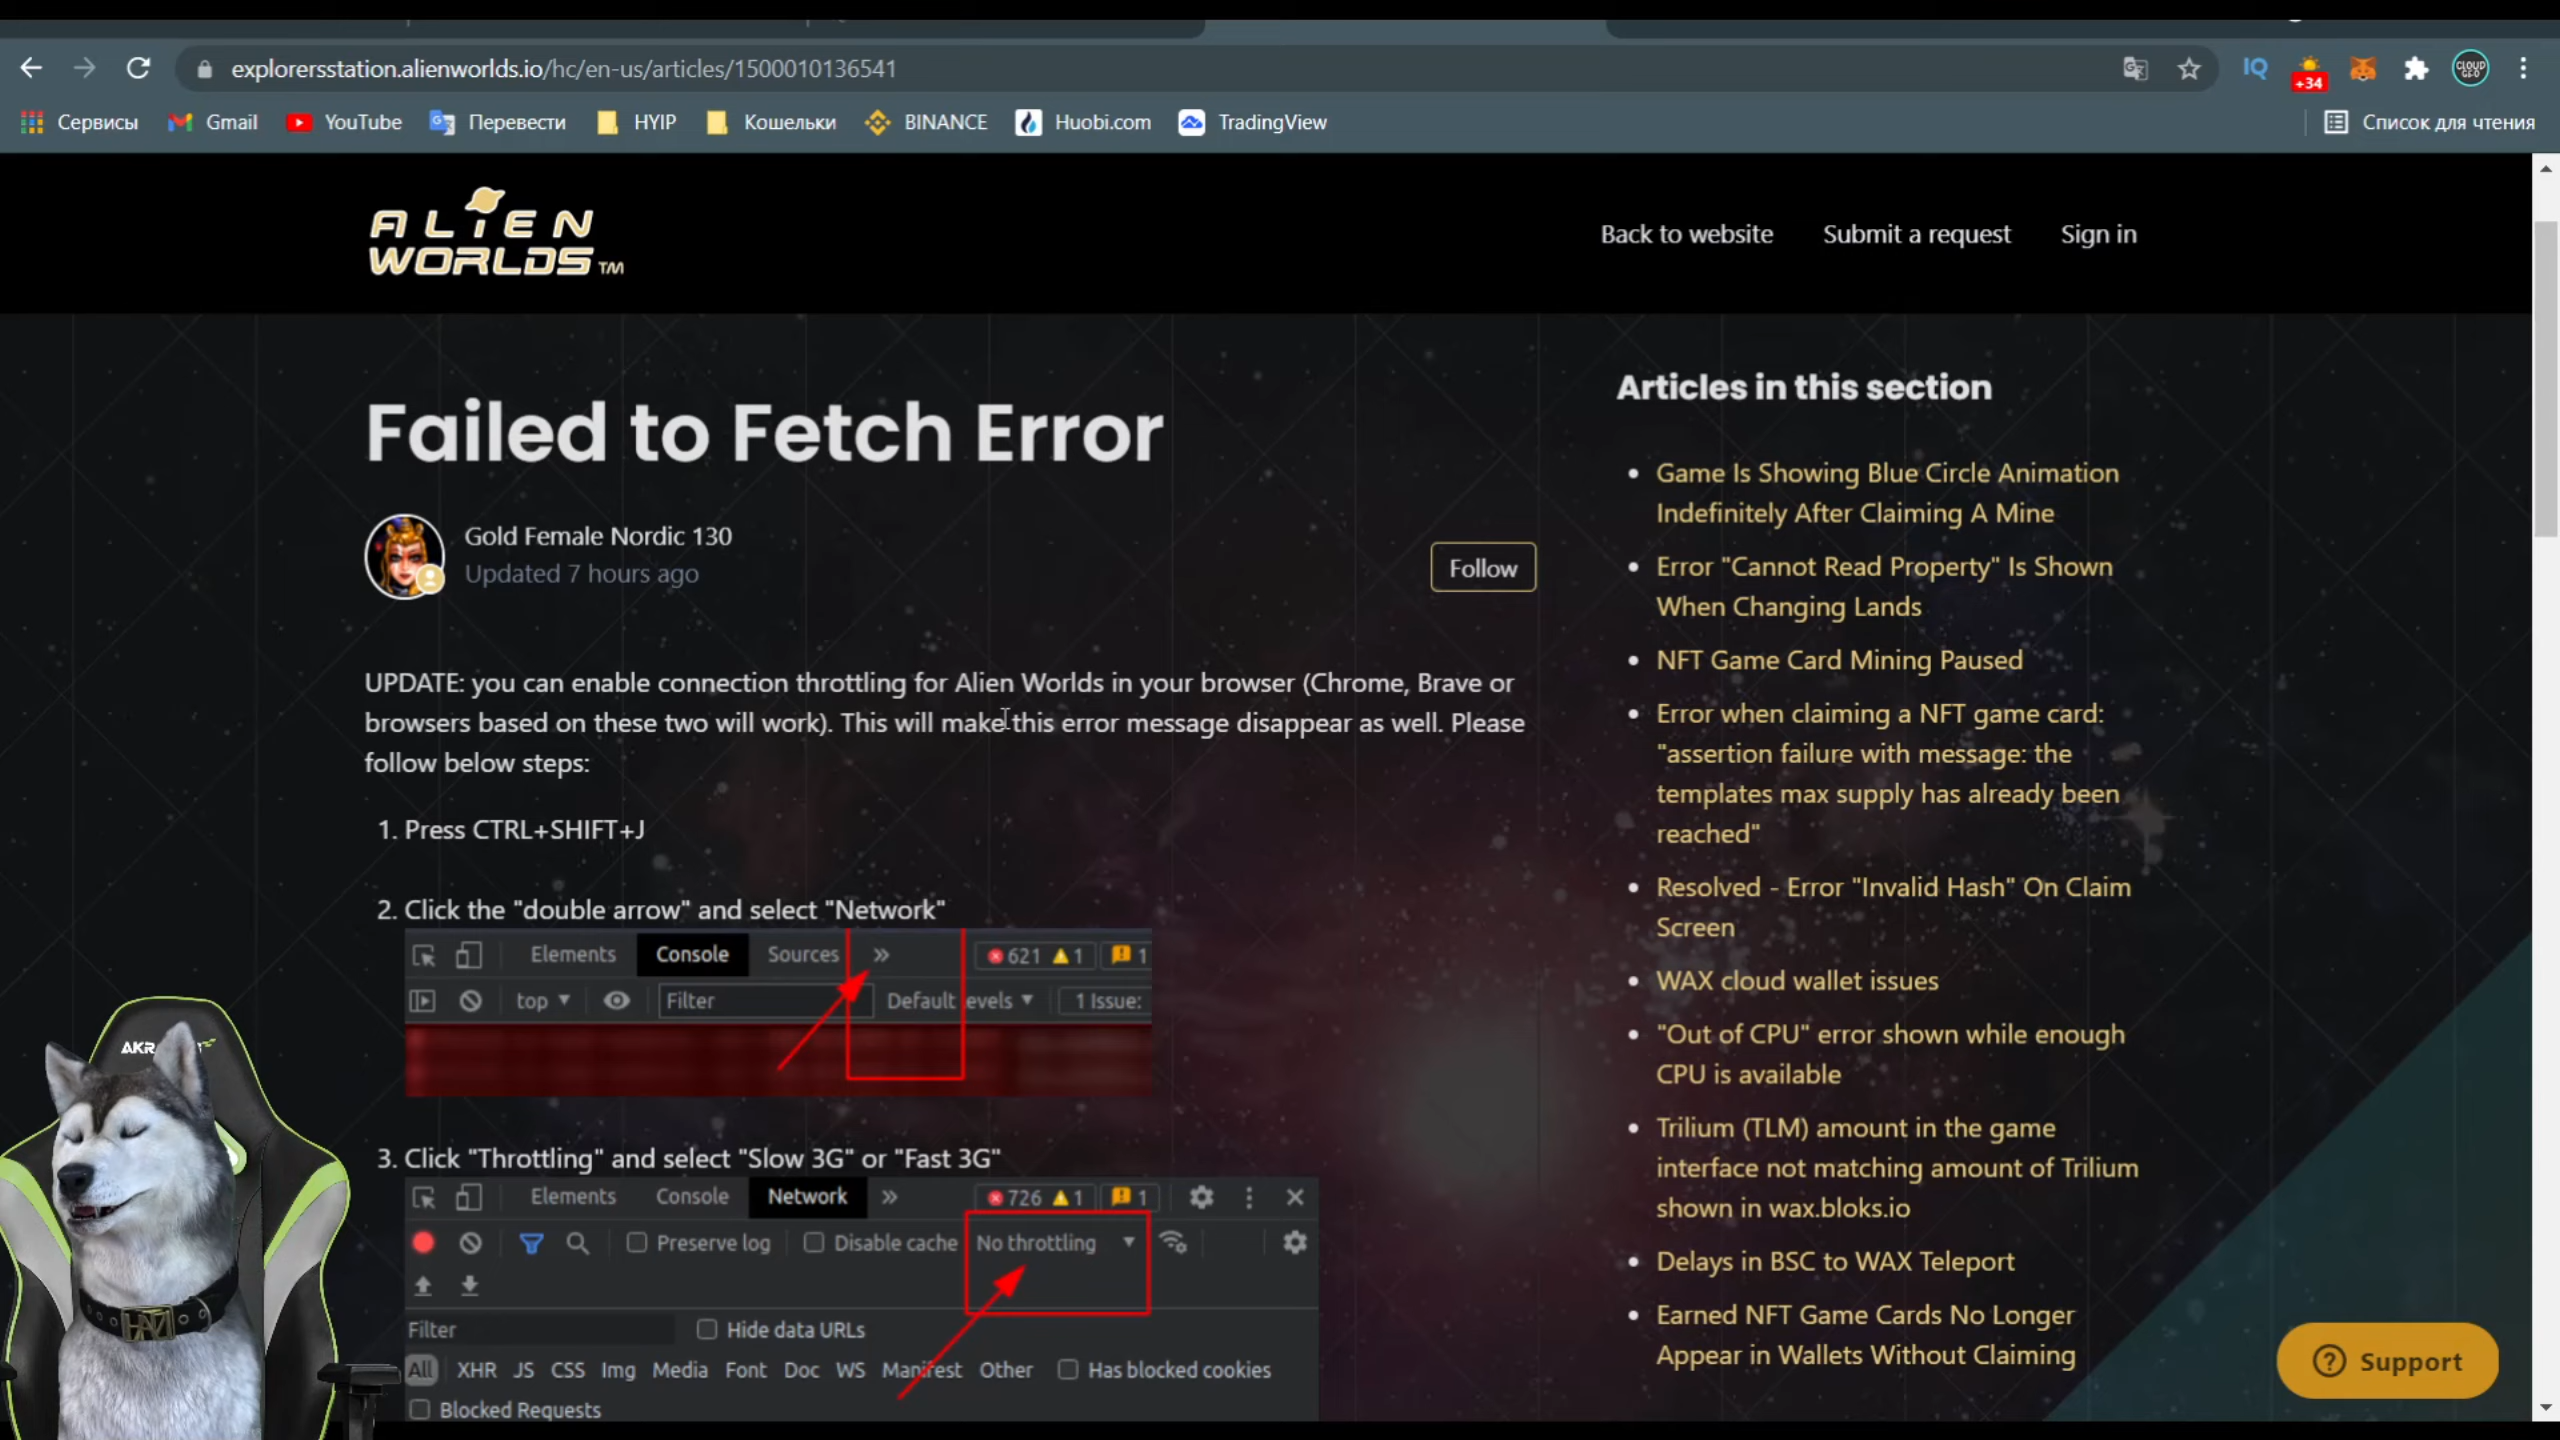 explorersstation.alienworlds.io/hc/en-us/articles/1500010136541
IQ
+34
CLOUD
GEO
Сервисы
Gmail
YouTube
Перевести
HYIP
Кошельки
BINANCE
Huobi.com
TradingView
Список для чтения
ALIEN
WORLDS TM
Back to website
Submit a request
Sign in
Failed to Fetch Error
Gold Female Nordic 130
Updated 7 hours ago
Follow
UPDATE: you can enable connection throttling for Alien Worlds in your browser (Chrome, Brave or
browsers based on these two will work). This will make this error message disappear as well. Please
follow below steps:
1. Press CTRL+SHIFT+J
2. Click the "double arrow" and select "Network"
Elements Console Sources » 621 1 1
top Filter Default evels 1 Issue:
3. Click "Throttling" and select "Slow 3G" or "Fast 3G"
Elements Console Network » 726 1 1
Preserve log Disable cache No throttling
Filter Hide data URLs
All XHR JS CSS Img Media Font Doc WS Manifest Other Has blocked cookies
Blocked Requests
Articles in this section
• Game Is Showing Blue Circle Animation
Indefinitely After Claiming A Mine
• Error "Cannot Read Property" Is Shown
When Changing Lands
• NFT Game Card Mining Paused
• Error when claiming a NFT game card:
"assertion failure with message: the
templates max supply has already been
reached"
• Resolved - Error "Invalid Hash" On Claim
Screen
• WAX cloud wallet issues
• "Out of CPU" error shown while enough
CPU is available
• Trilium (TLM) amount in the game
interface not matching amount of Trilium
shown in wax.bloks.io
• Delays in BSC to WAX Teleport
• Earned NFT Game Cards No Longer
Appear in Wallets Without Claiming
Support